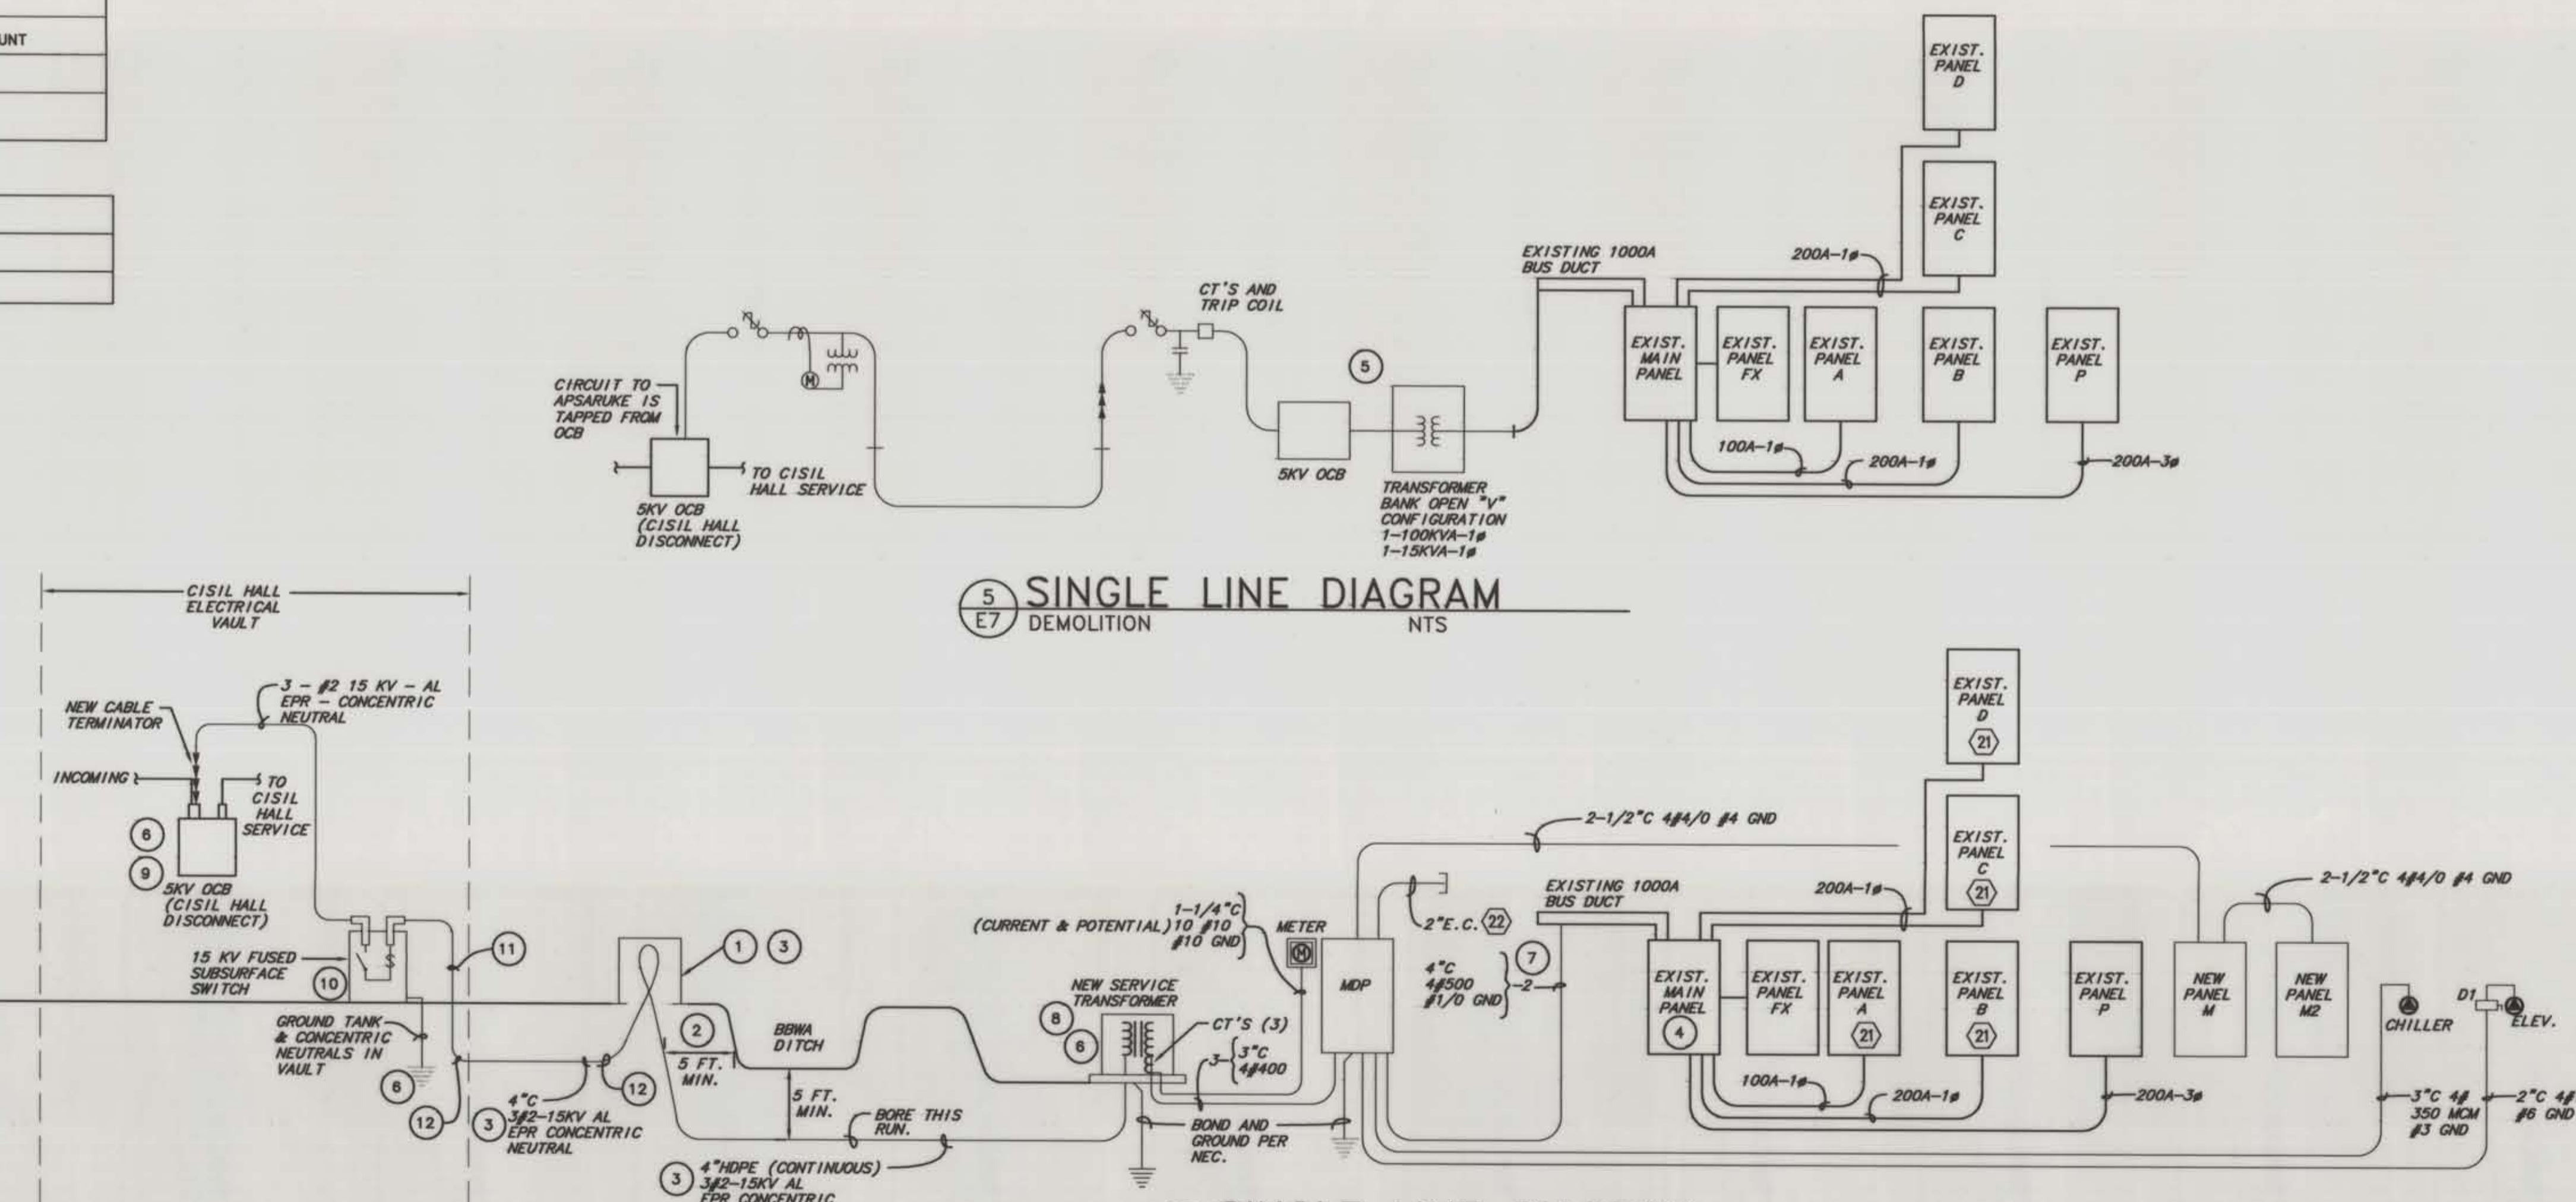 UNT
EXIST.
PANEL
D
EXIST.
PANEL
C
EXISTING 1000A
BUS DUCT
200A-1ø
CT'S AND
TRIP COIL
EXIST.
MAIN
PANEL
EXIST.
PANEL
FX
EXIST.
PANEL
A
EXIST.
PANEL
B
EXIST.
PANEL
P
5
M
CIRCUIT TO
APSARUKE IS
TAPPED FROM
OCB
TO CISIL
HALL SERVICE
5KV OCB
(CISIL HALL
DISCONNECT)
5KV OCB
TRANSFORMER
BANK OPEN "V"
CONFIGURATION
1-100KVA-1ø
1-15KVA-1ø
100A-1ø
200A-1ø
200A-3ø
5
E7
SINGLE LINE DIAGRAM
DEMOLITION NTS
CISIL HALL
ELECTRICAL
VAULT
3 - #2 15 KV - AL
EPR - CONCENTRIC
NEUTRAL
NEW CABLE
TERMINATOR
INCOMING
TO
CISIL
HALL
SERVICE
6
9
5KV OCB
(CISIL HALL
DISCONNECT)
15 KV FUSED
SUBSURFACE
SWITCH
10
11
GROUND TANK
& CONCENTRIC
NEUTRALS IN
VAULT
6
12
3
4"C
3#2-15KV AL
EPR CONCENTRIC
NEUTRAL
12
1
3
2
5 FT.
MIN.
BBWA
DITCH
5 FT.
MIN.
BORE THIS
RUN.
3
4"HDPE (CONTINUOUS)
3#2-15KV AL
EPR CONCENTRIC
NEW SERVICE
TRANSFORMER
8
6
CT'S (3)
3-
3"C
4#400
BOND AND
GROUND PER
NEC.
(CURRENT & POTENTIAL)
1-1/4"C
10 #10
#10 GND
METER
M
MDP
2-1/2"C 4#4/0 #4 GND
2"E.C.
22
4"C
4#500
#1/0 GND
-2
7
EXISTING 1000A
BUS DUCT
200A-1ø
EXIST.
PANEL
D
21
EXIST.
PANEL
C
21
EXIST.
MAIN
PANEL
4
EXIST.
PANEL
FX
EXIST.
PANEL
A
21
EXIST.
PANEL
B
21
EXIST.
PANEL
P
NEW
PANEL
M
NEW
PANEL
M2
2-1/2"C 4#4/0 #4 GND
100A-1ø
200A-1ø
200A-3ø
CHILLER
D1
ELEV.
3"C 4#
350 MCM
#3 GND
2"C 4#
#6 GND